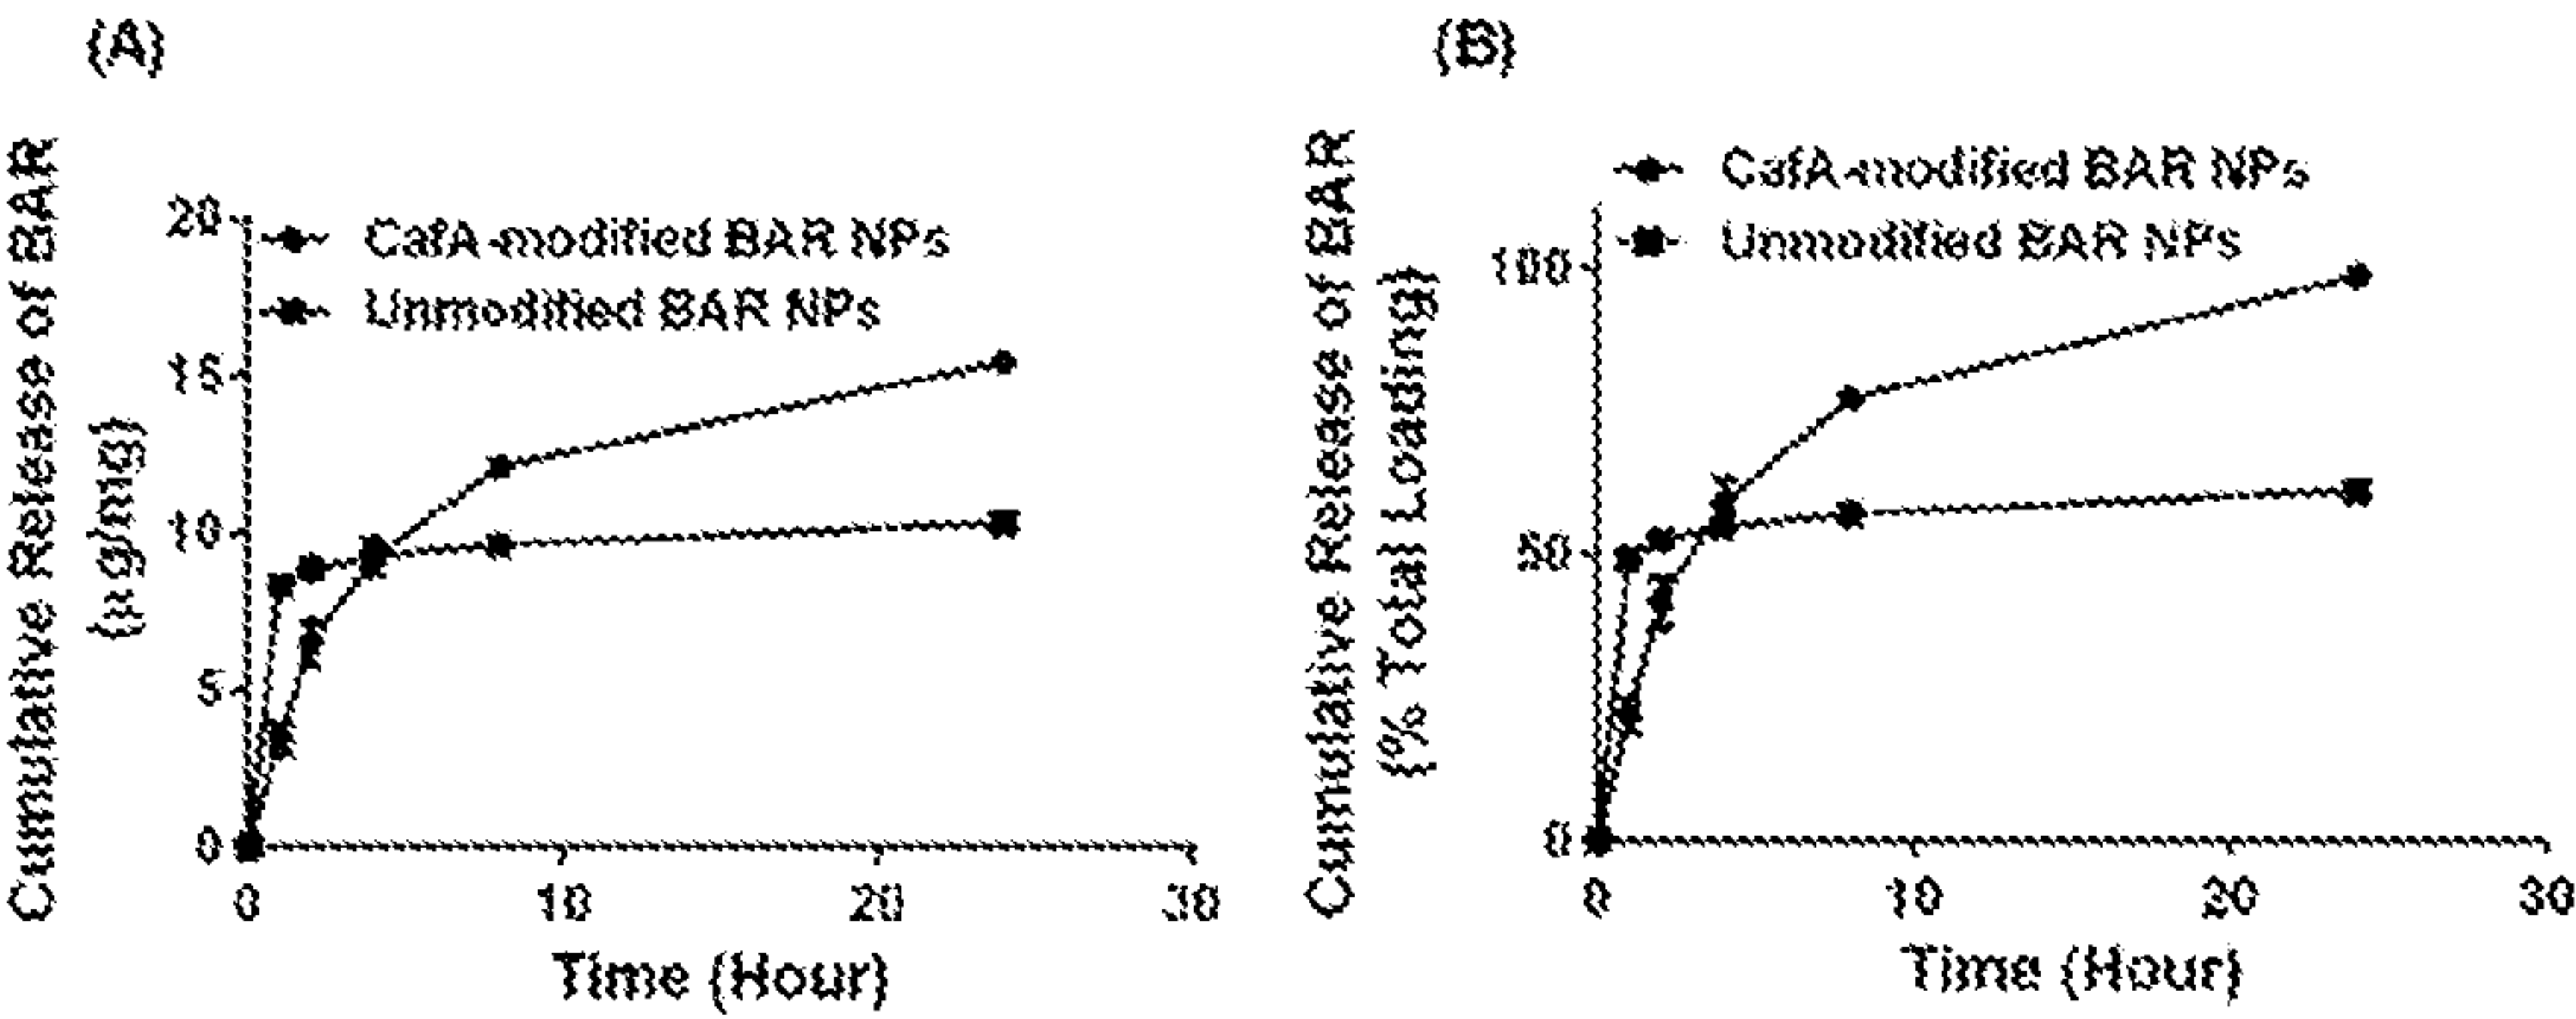 (A)
Cumulative Release of BAR
(μg/mg)
20
15
10
5
0
CafA-modified BAR NPs
Unmodified BAR NPs
0 10 20 30
Time (Hour)
(B)
Cumulative Release of BAR
(% Total Loading)
100
50
0
CafA-modified BAR NPs
Unmodified BAR NPs
0 10 20 30
Time (Hour)